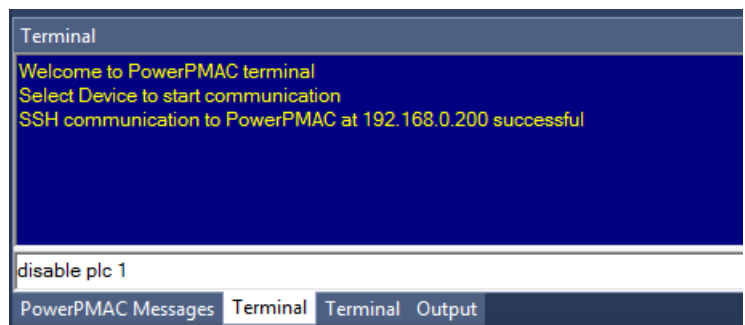 Terminal
Welcome to PowerPMAC terminal
Select Device to start communication
SSH communication to PowerPMAC at 192.168.0.200 successful
disable plc 1
PowerPMAC Messages Terminal Terminal Output